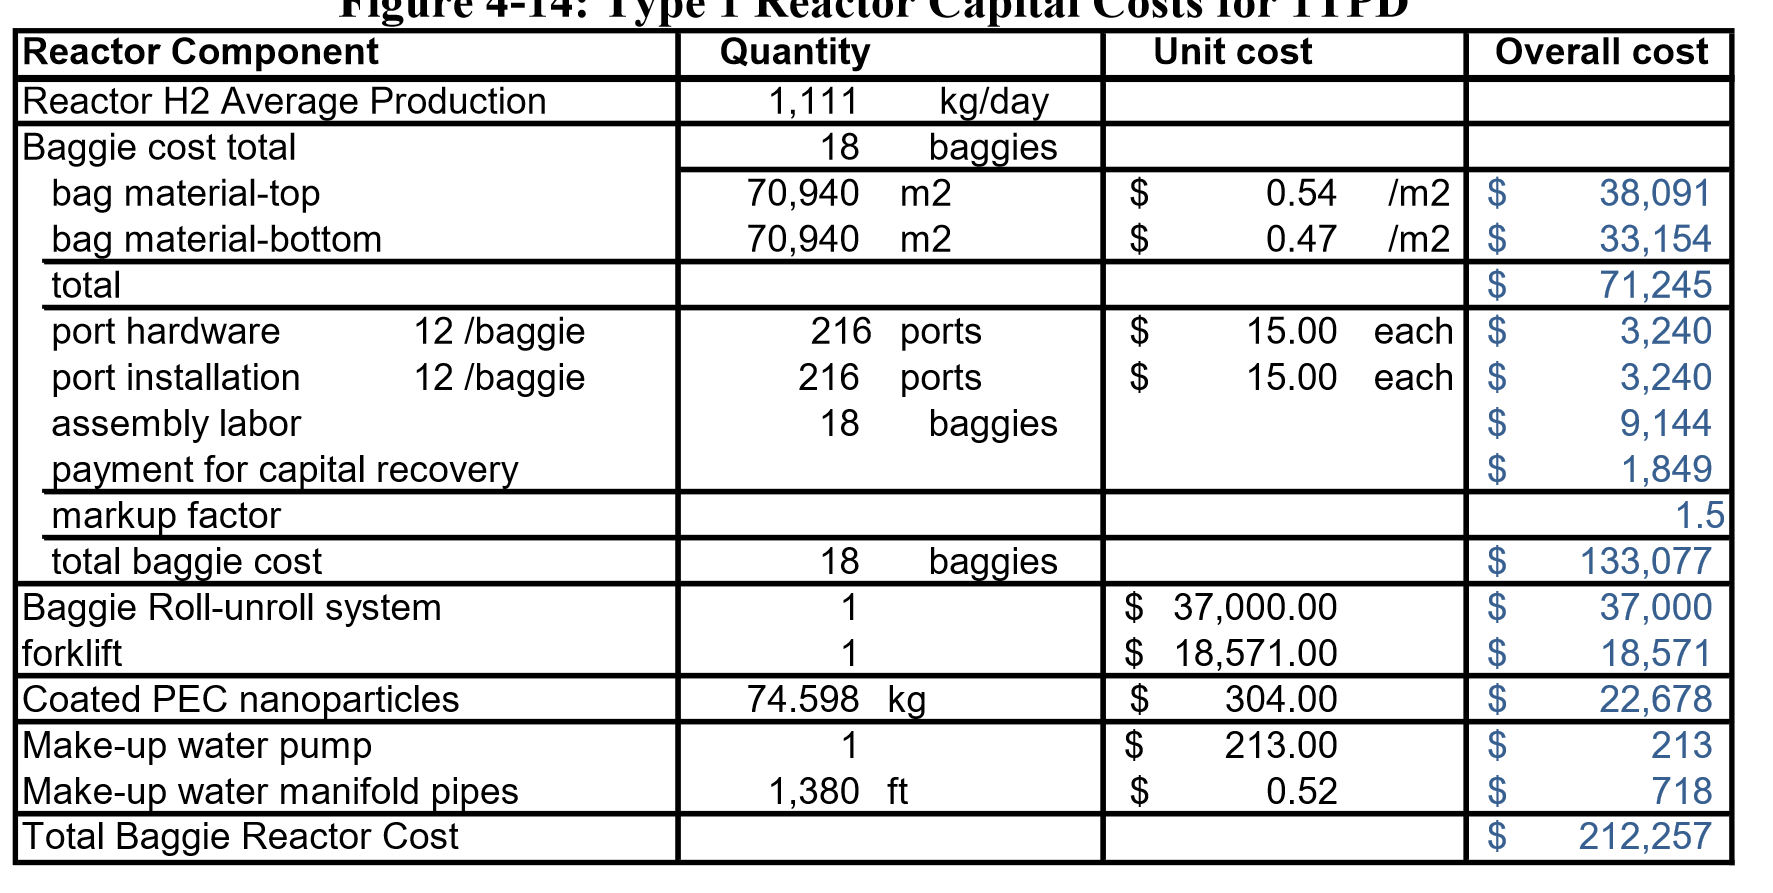 Figure 4-14: Type 1 Reactor Capital Costs for 1TPD
Reactor Component Quantity Unit cost Overall cost
Reactor H2 Average Production 1,111 kg/day
Baggie cost total 18 baggies
bag material-top 70,940 m2 $ 0.54 /m2 $ 38,091
bag material-bottom 70,940 m2 $ 0.47 /m2 $ 33,154
total $ 71,245
port hardware 12 /baggie 216 ports $ 15.00 each $ 3,240
port installation 12 /baggie 216 ports $ 15.00 each $ 3,240
assembly labor 18 baggies $ 9,144
payment for capital recovery $ 1,849
markup factor 1.5
total baggie cost 18 baggies $ 133,077
Baggie Roll-unroll system 1 $ 37,000.00 $ 37,000
forklift 1 $ 18,571.00 $ 18,571
Coated PEC nanoparticles 74.598 kg $ 304.00 $ 22,678
Make-up water pump 1 $ 213.00 $ 213
Make-up water manifold pipes 1,380 ft $ 0.52 $ 718
Total Baggie Reactor Cost $ 212,257